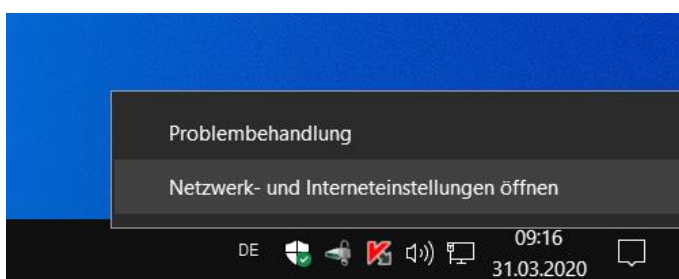 Problembehandlung
Netzwerk- und Interneteinstellungen öffnen
DE
09:16
31.03.2020